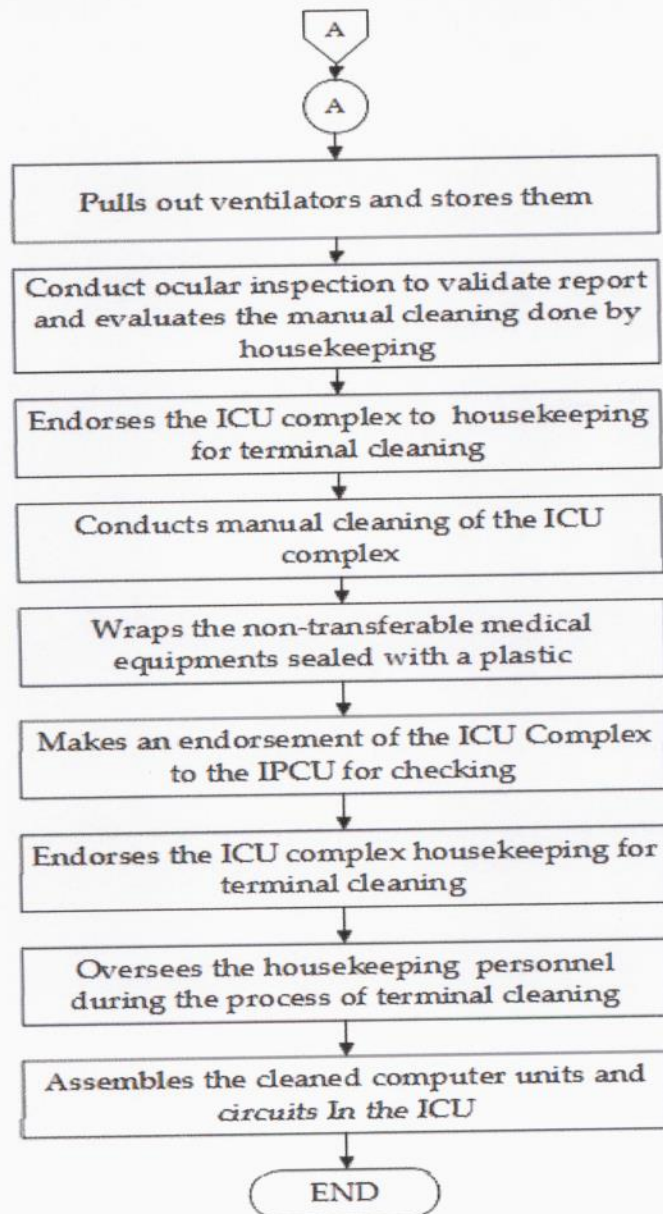 A
A
Pulls out ventilators and stores them
Conduct ocular inspection to validate report
and evaluates the manual cleaning done by
housekeeping
Endorses the ICU complex to housekeeping
for terminal cleaning
Conducts manual cleaning of the ICU
complex
Wraps the non-transferable medical
equipments sealed with a plastic
Makes an endorsement of the ICU Complex
to the IPCU for checking
Endorses the ICU complex housekeeping for
terminal cleaning
Oversees the housekeeping personnel
during the process of terminal cleaning
Assembles the cleaned computer units and
circuits In the ICU
END